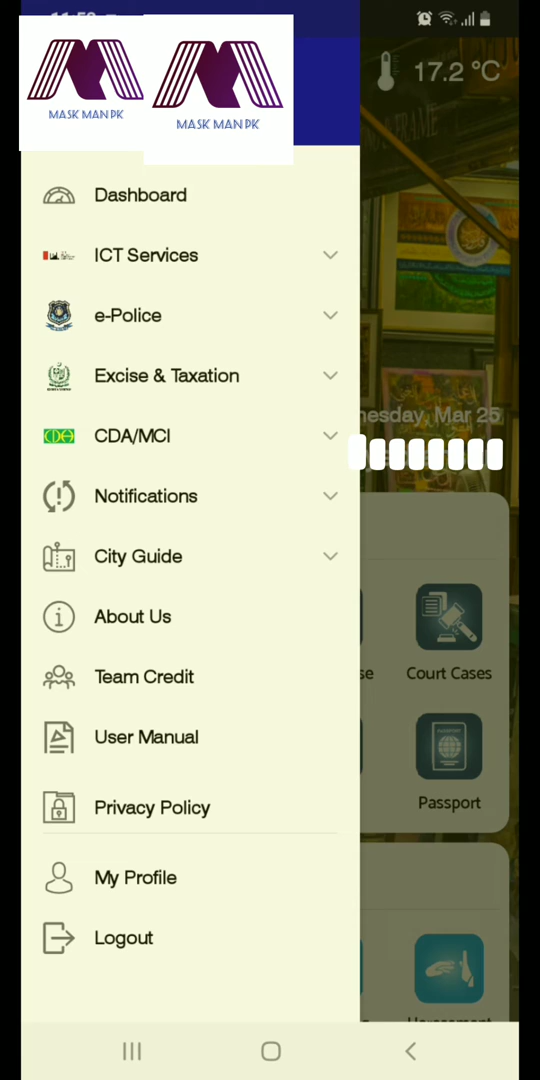 17.2 °C
MASK MAN PK
MASK MAN PK
Dashboard
ICT Services
e-Police
Excise & Taxation
CDA
CDA/MCI
nesday, Mar 25
Notifications
City Guide
About Us
se
Court Cases
Team Credit
User Manual
Passport
Privacy Policy
My Profile
Logout